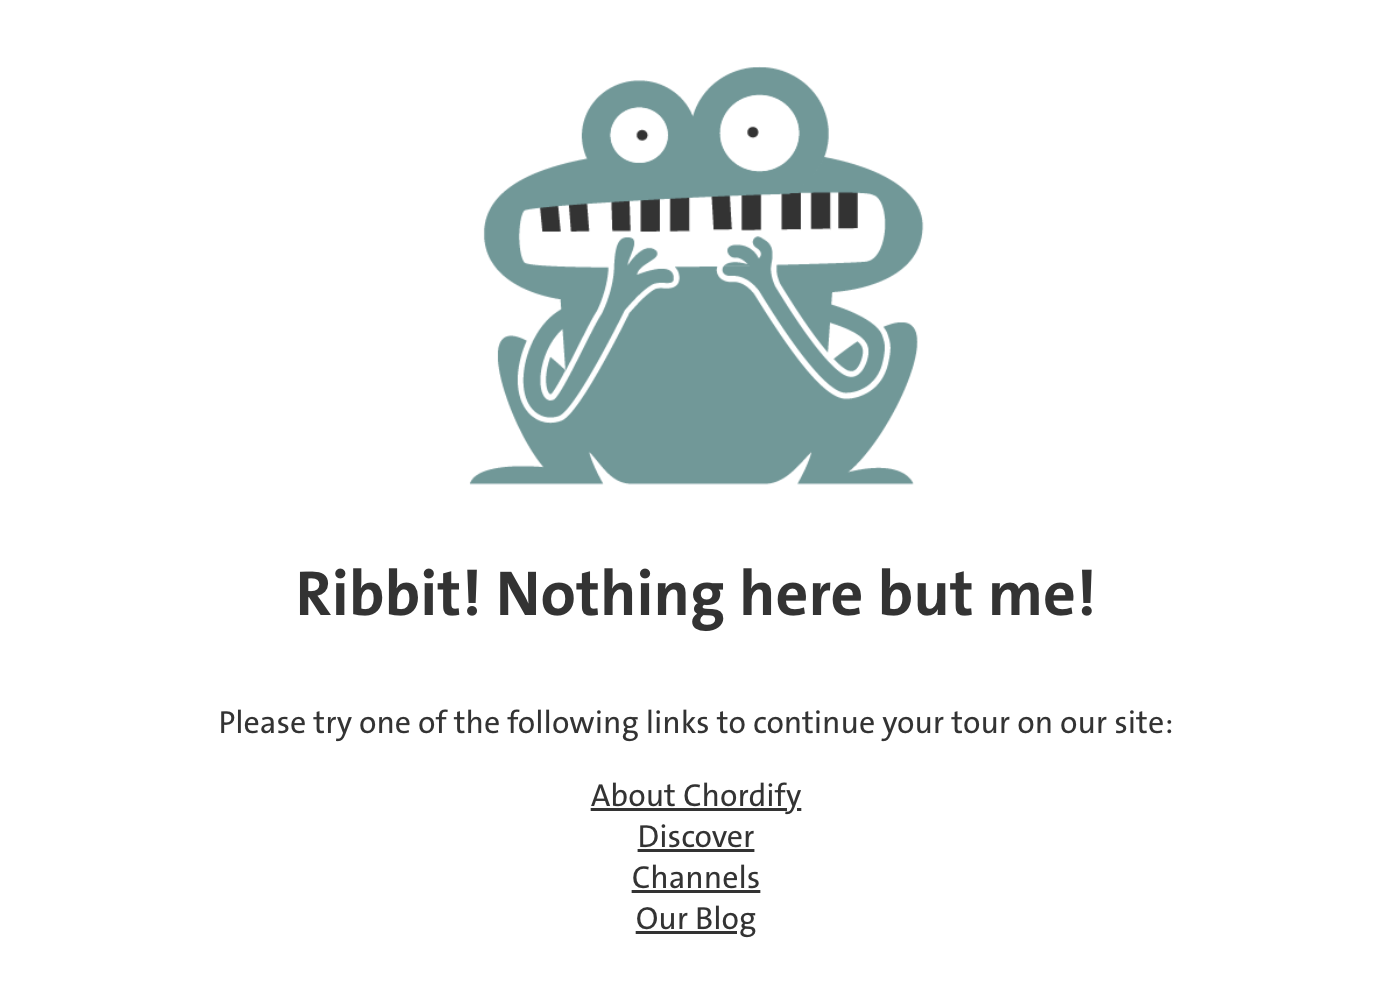 Ribbit! Nothing here but me!
Please try one of the following links to continue your tour on our site:
About Chordify
Discover
Channels
Our Blog